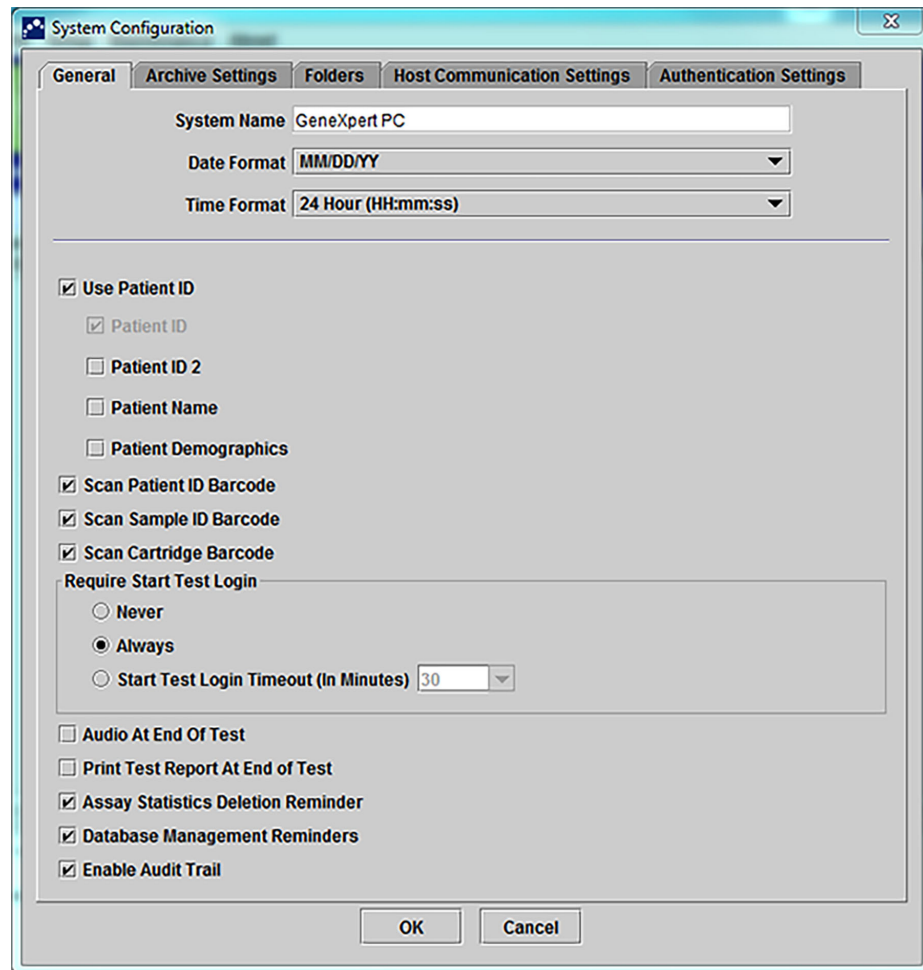 System Configuration
General Archive Settings Folders Host Communication Settings Authentication Settings
System Name GeneXpert PC
Date Format MM/DD/YY
Time Format 24 Hour (HH:mm:ss)
Use Patient ID
Patient ID
Patient ID 2
Patient Name
Patient Demographics
Scan Patient ID Barcode
Scan Sample ID Barcode
Scan Cartridge Barcode
Require Start Test Login
Never
Always
Start Test Login Timeout (In Minutes) 30
Audio At End Of Test
Print Test Report At End of Test
Assay Statistics Deletion Reminder
Database Management Reminders
Enable Audit Trail
OK Cancel